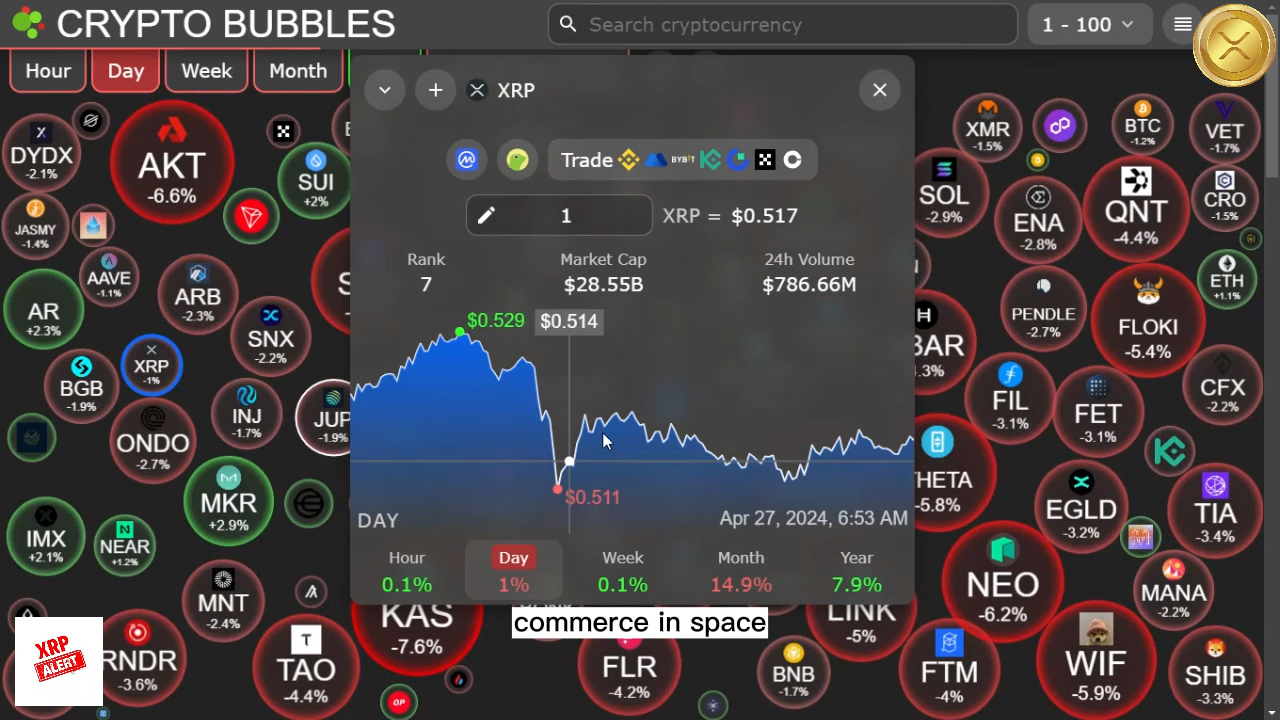 CRYPTO BUBBLES
Search cryptocurrency
1 - 100
Hour
Day
Week
Month
XRP
Trade
BYBIT
1
XRP = $0.517
Rank
7
Market Cap
$28.55B
24h Volume
$786.66M
$0.529
$0.514
$0.511
DAY
Apr 27, 2024, 6:53 AM
Hour
0.1%
Day
1%
Week
0.1%
Month
14.9%
Year
7.9%
commerce in space
XRP
ALERT
DYDX
-2.1%
AKT
-6.6%
SUI
+2%
JASMY
-1.4%
AAVE
-1.1%
ARB
-2.3%
AR
+2.3%
SNX
-2.2%
XRP
-1%
BGB
-1.9%
INJ
-1.7%
JUP
-1.9%
ONDO
-2.7%
MKR
+2.9%
IMX
+2.1%
NEAR
+1.2%
MNT
-2.4%
RNDR
-3.6%
T
TAO
-4.4%
KAS
-7.6%
OP
FLR
-4.2%
BNB
-1.7%
LINK
-5%
FTM
-4%
WIF
-5.9%
SHIB
-3.3%
MANA
-2.2%
NEO
-6.2%
EGLD
-3.2%
TIA
-3.4%
HETA
-5.8%
FIL
-3.1%
FET
-3.1%
CFX
-2.2%
BAR
PENDLE
-2.7%
FLOKI
-5.4%
ETH
+1.1%
SOL
-2.9%
ENA
-2.8%
QNT
-4.4%
CRO
-1.5%
XMR
-1.5%
BTC
-1.2%
VET
-1.7%